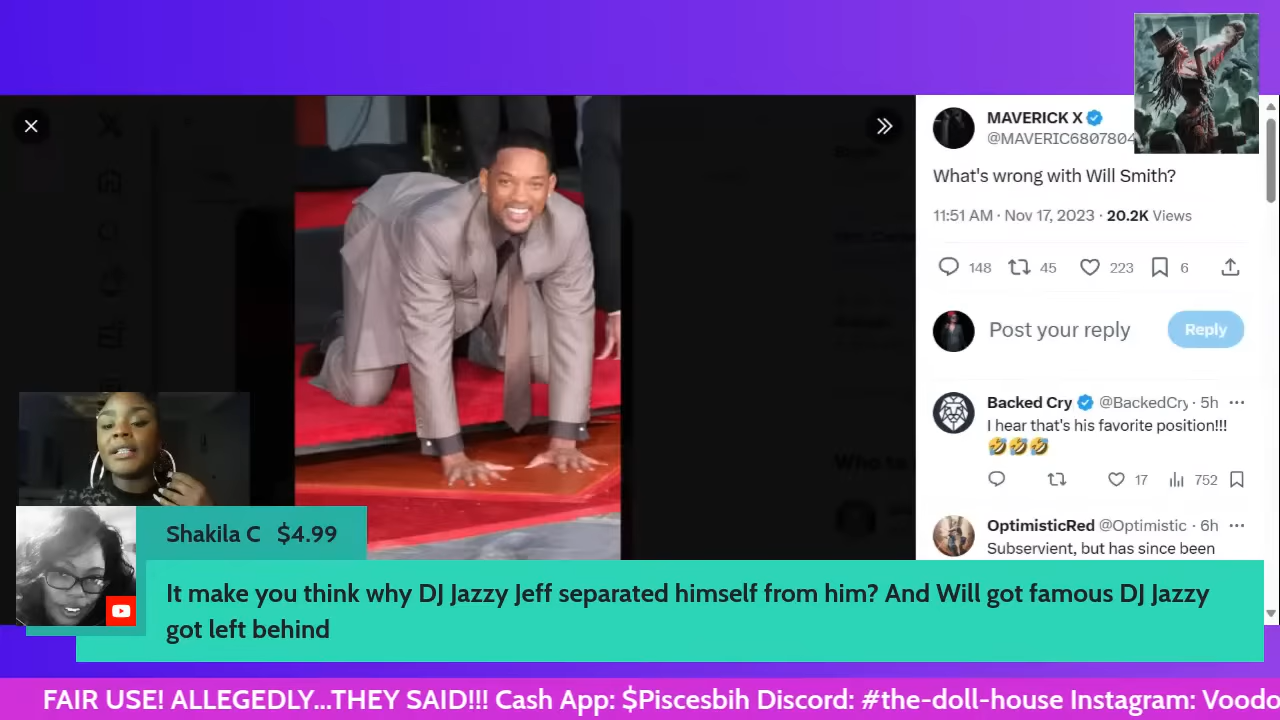 MAVERICK X
@MAVERIC6807804
What's wrong with Will Smith?
11:51 AM · Nov 17, 2023 · 20.2K Views
148 45 223 6
Post your reply Reply
Backed Cry @BackedCry · 5h
I hear that's his favorite position!!!
🤣🤣🤣
17 752
OptimisticRed @Optimistic · 6h
Subservient, but has since been
Shakila C $4.99
It make you think why DJ Jazzy Jeff separated himself from him? And Will got famous DJ Jazzy
got left behind
FAIR USE! ALLEGEDLY...THEY SAID!!! Cash App: $Piscesbih Discord: #the-doll-house Instagram: Voodo